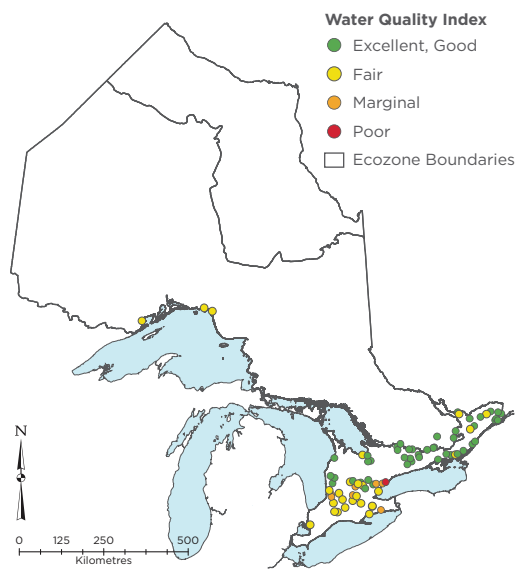 Water Quality Index
Excellent, Good
Fair
Marginal
Poor
Ecozone Boundaries
N
0 125 250 500
Kilometres